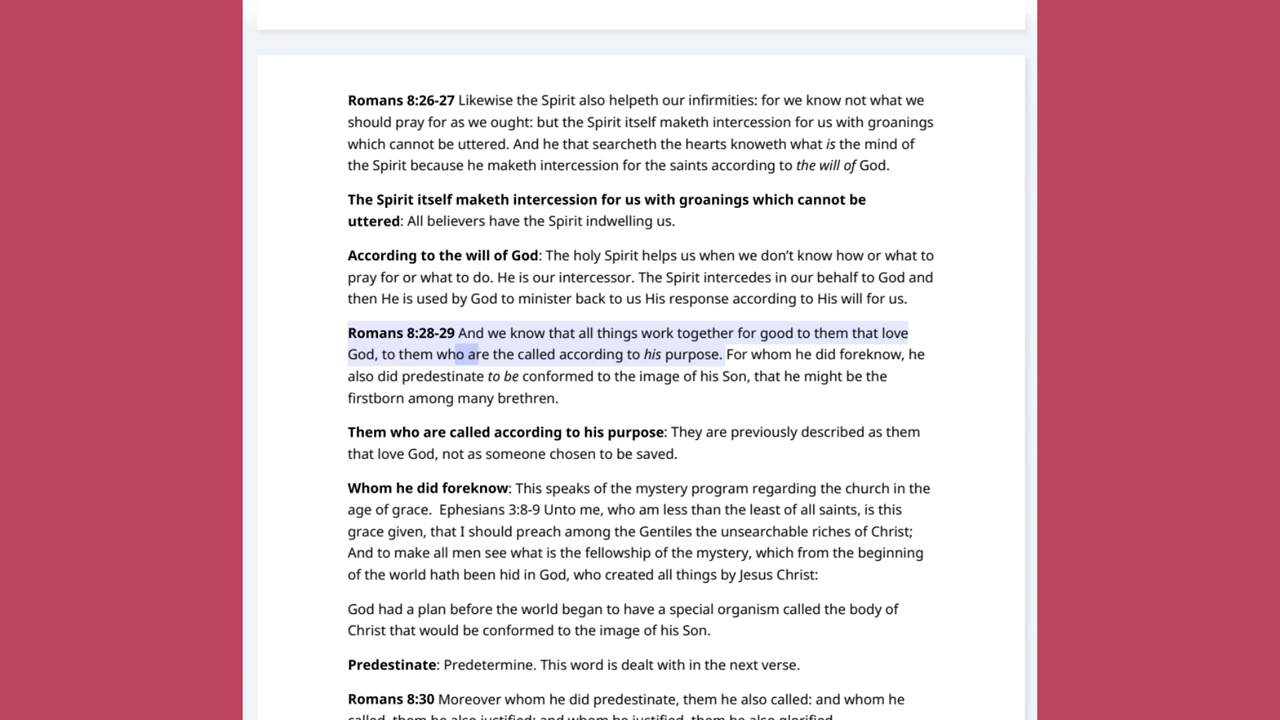 Romans 8:26-27 Likewise the Spirit also helpeth our infirmities: for we know not what we
should pray for as we ought: but the Spirit itself maketh intercession for us with groanings
which cannot be uttered. And he that searcheth the hearts knoweth what is the mind of
the Spirit because he maketh intercession for the saints according to the will of God.
The Spirit itself maketh intercession for us with groanings which cannot be
uttered: All believers have the Spirit indwelling us.
According to the will of God: The holy Spirit helps us when we don’t know how or what to
pray for or what to do. He is our intercessor. The Spirit intercedes in our behalf to God and
then He is used by God to minister back to us His response according to His will for us.
Romans 8:28-29 And we know that all things work together for good to them that love
God, to them who are the called according to his purpose. For whom he did foreknow, he
also did predestinate to be conformed to the image of his Son, that he might be the
firstborn among many brethren.
Them who are called according to his purpose: They are previously described as them
that love God, not as someone chosen to be saved.
Whom he did foreknow: This speaks of the mystery program regarding the church in the
age of grace.  Ephesians 3:8-9 Unto me, who am less than the least of all saints, is this
grace given, that I should preach among the Gentiles the unsearchable riches of Christ;
And to make all men see what is the fellowship of the mystery, which from the beginning
of the world hath been hid in God, who created all things by Jesus Christ:
God had a plan before the world began to have a special organism called the body of
Christ that would be conformed to the image of his Son.
Predestinate: Predetermine. This word is dealt with in the next verse.
Romans 8:30 Moreover whom he did predestinate, them he also called: and whom he
called, them he also justified: and whom he justified, them he also glorified.